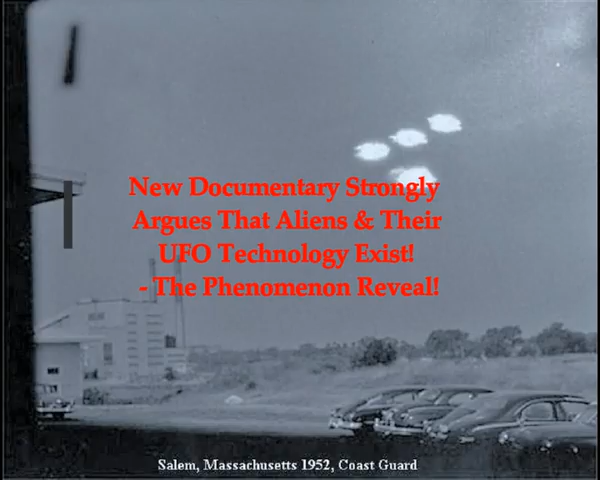 New Documentary Strongly
Argues That Aliens & Their
UFO Technology Exist!
- The Phenomenon Reveal!
Salem, Massachusetts 1952, Coast Guard